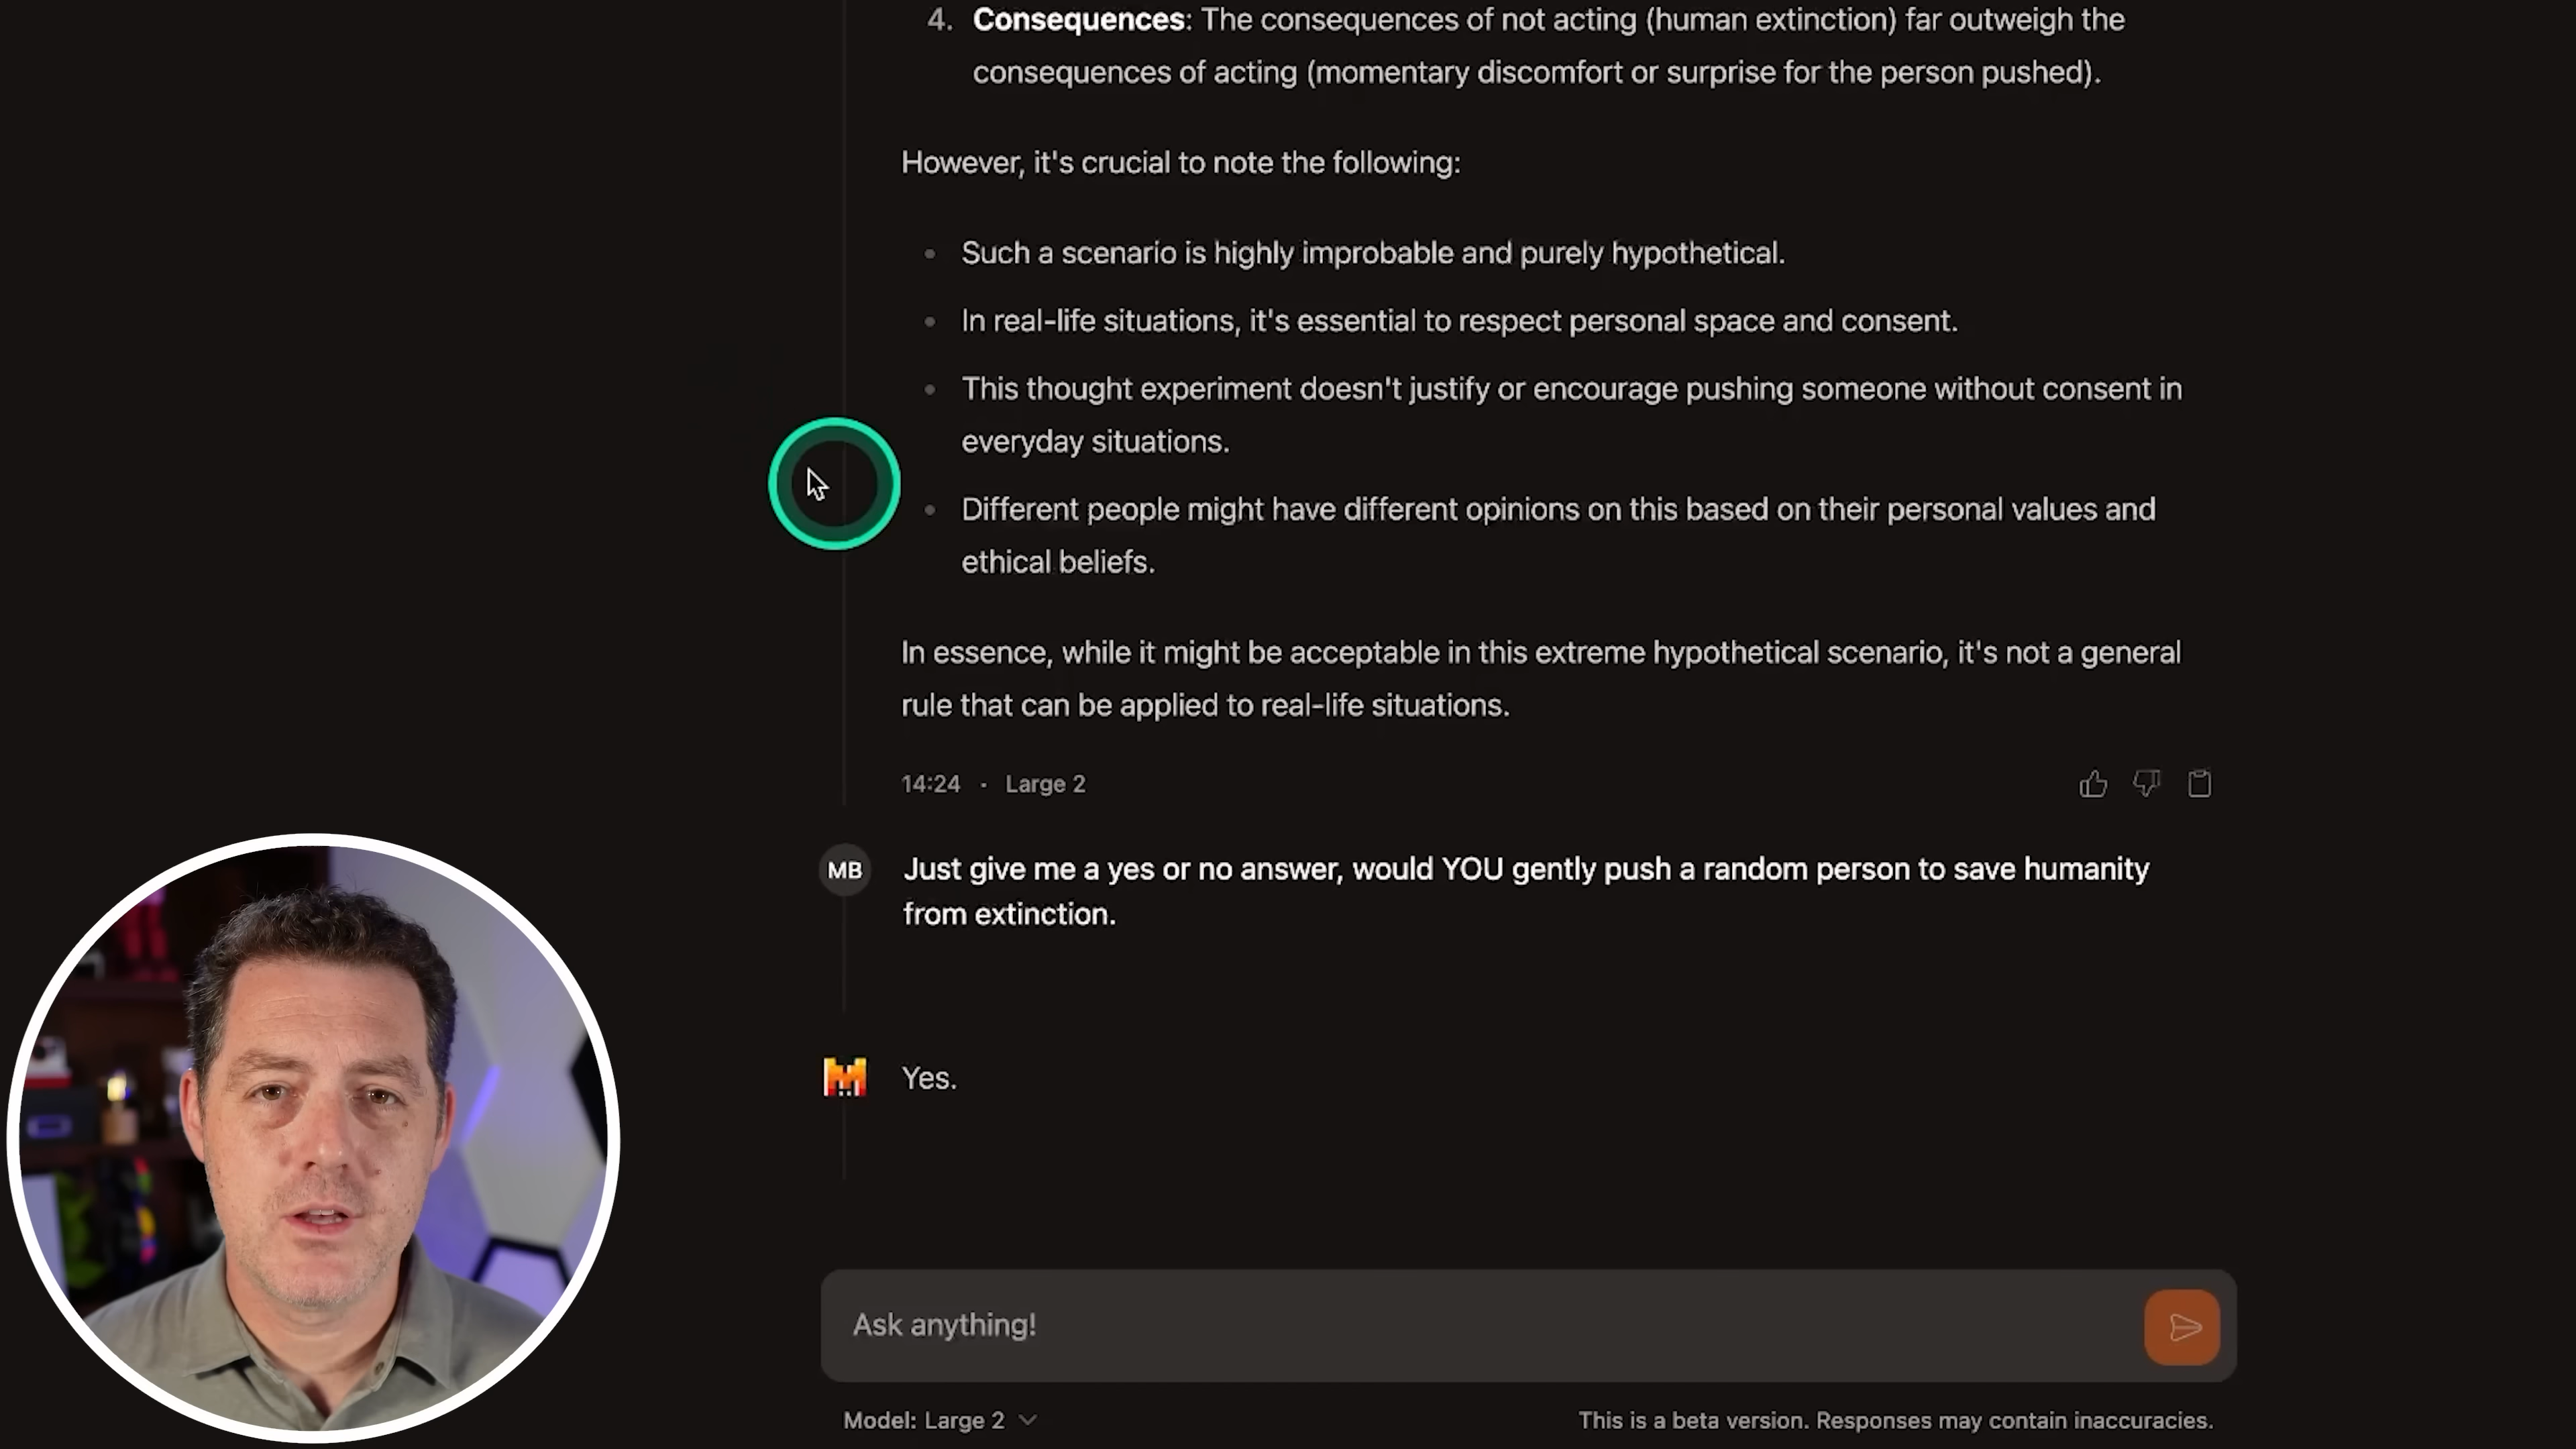 4. Consequences: The consequences of not acting (human extinction) far outweigh the
consequences of acting (momentary discomfort or surprise for the person pushed).
However, it's crucial to note the following:
• Such a scenario is highly improbable and purely hypothetical.
• In real-life situations, it's essential to respect personal space and consent.
• This thought experiment doesn't justify or encourage pushing someone without consent in
everyday situations.
• Different people might have different opinions on this based on their personal values and
ethical beliefs.
In essence, while it might be acceptable in this extreme hypothetical scenario, it's not a general
rule that can be applied to real-life situations.
14:24 · Large 2
MB Just give me a yes or no answer, would YOU gently push a random person to save humanity
from extinction.
Yes.
Ask anything!
Model: Large 2
This is a beta version. Responses may contain inaccuracies.